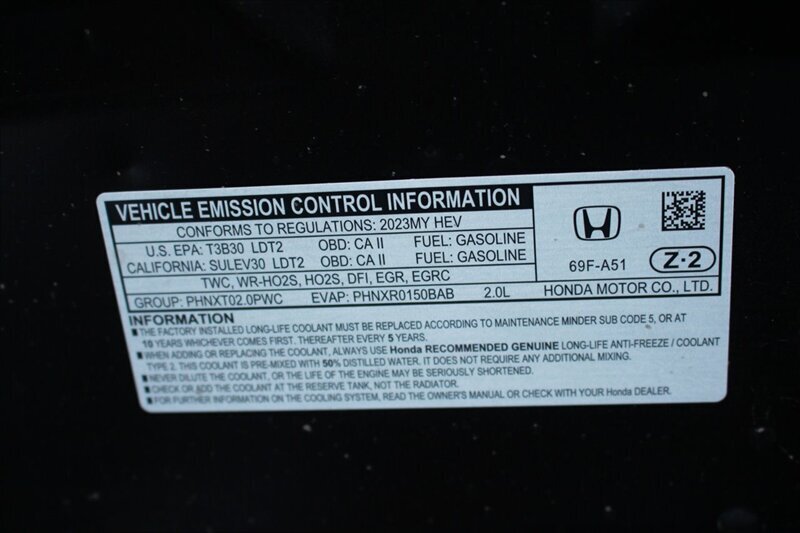 VEHICLE EMISSION CONTROL INFORMATION
CONFORMS TO REGULATIONS: 2023MY HEV
U.S. EPA: T3B30 LDT2 OBD: CA II FUEL: GASOLINE
CALIFORNIA: SULEV30 LDT2 OBD: CA II FUEL: GASOLINE
TWC, WR-HO2S, HO2S, DFI, EGR, EGRC
GROUP: PHNXT02.0PWC EVAP: PHNXR0150BAB 2.0L
69F-A51
Z·2
HONDA MOTOR CO.,LTD.
INFORMATION
■THE FACTORY INSTALLED LONG-LIFE COOLANT MUST BE REPLACED ACCORDING TO MAINTENANCE MINDER SUB CODE 5, OR AT
10 YEARS WHICHEVER COMES FIRST. THEREAFTER EVERY 5 YEARS.
■WHEN ADDING OR REPLACING THE COOLANT, ALWAYS USE Honda RECOMMENDED GENUINE LONG-LIFE ANTI-FREEZE / COOLANT
TYPE 2. THIS COOLANT IS PRE-MIXED WITH 50% DISTILLED WATER. IT DOES NOT REQUIRE ANY ADDITIONAL MIXING.
■NEVER DILUTE THE COOLANT, OR THE LIFE OF THE ENGINE MAY BE SERIOUSLY SHORTENED.
■CHECK OR ADD THE COOLANT AT THE RESERVE TANK, NOT THE RADIATOR.
■FOR FURTHER INFORMATION ON THE COOLING SYSTEM, READ THE OWNER'S MANUAL OR CHECK WITH YOUR Honda DEALER.